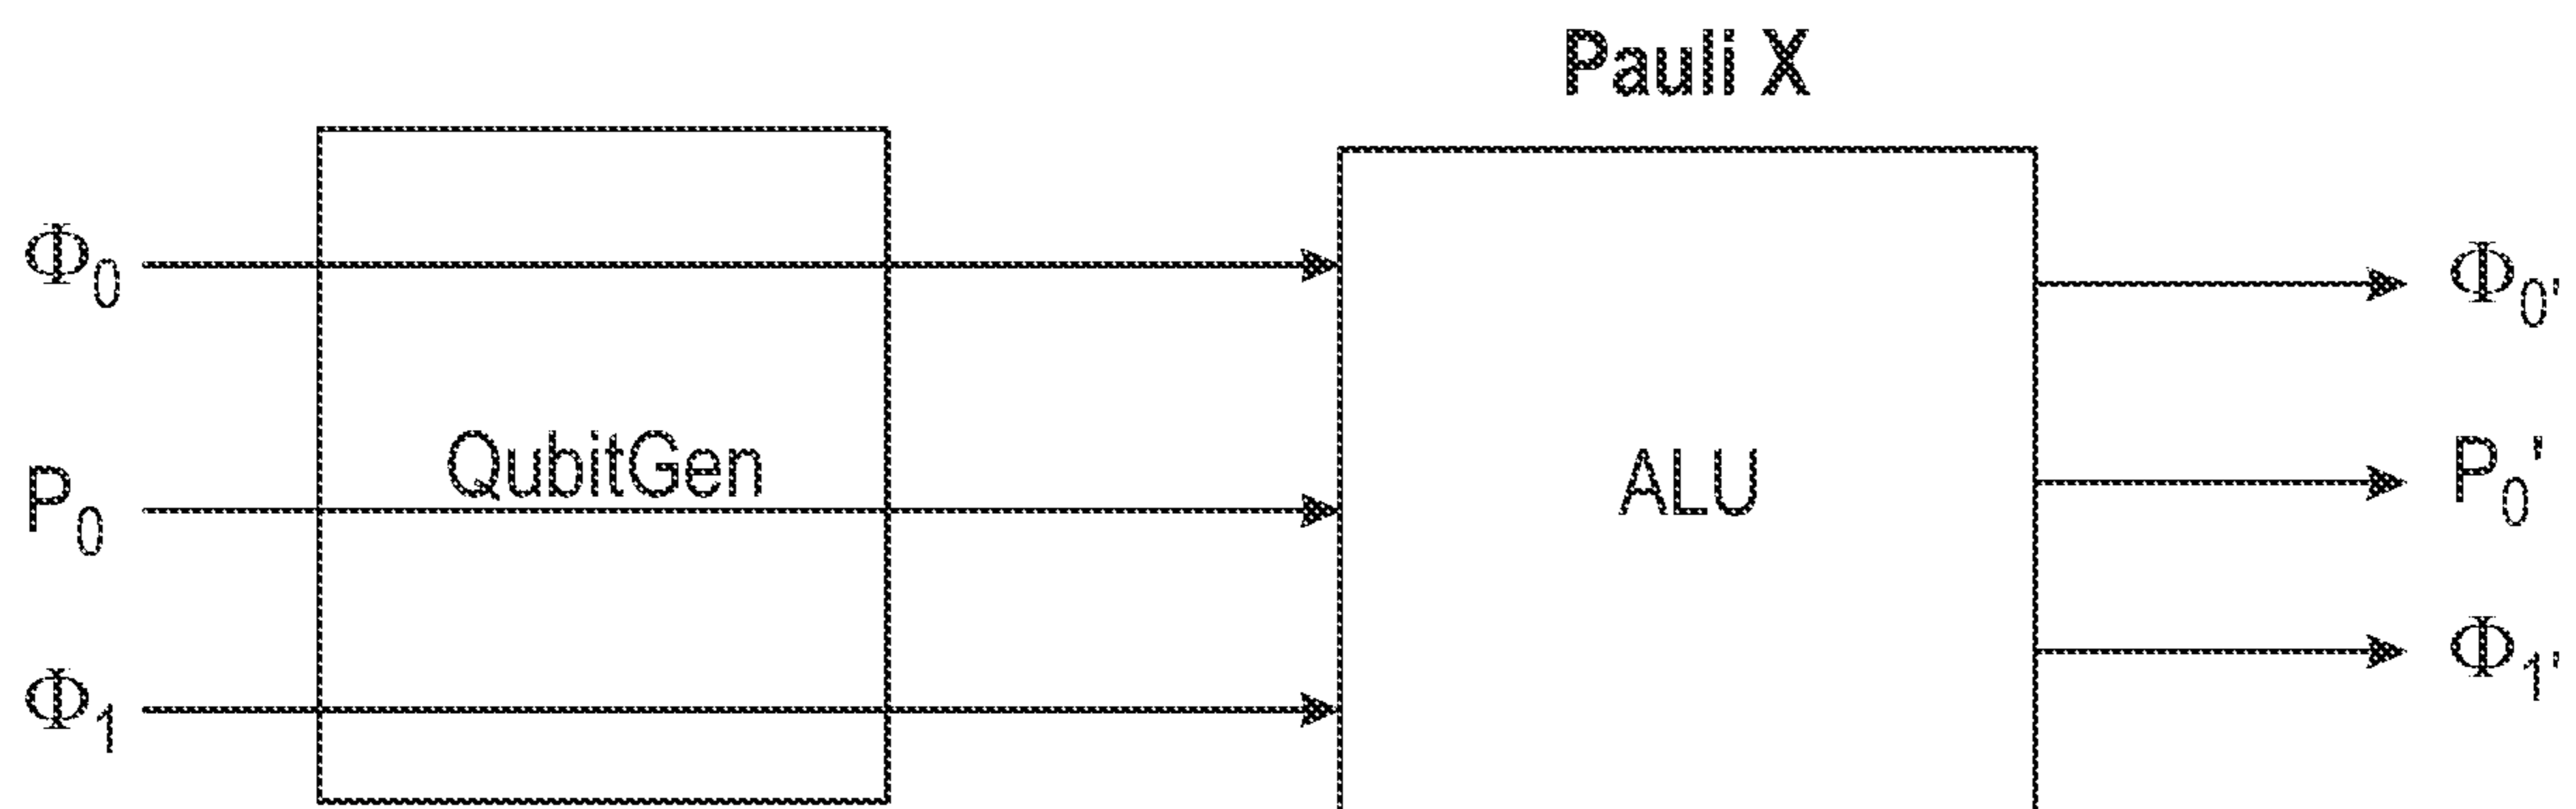 Pauli X
Φ₀
QubitGen
ALU
Φ₀'
P₀
P₀'
Φ₁
Φ₁'